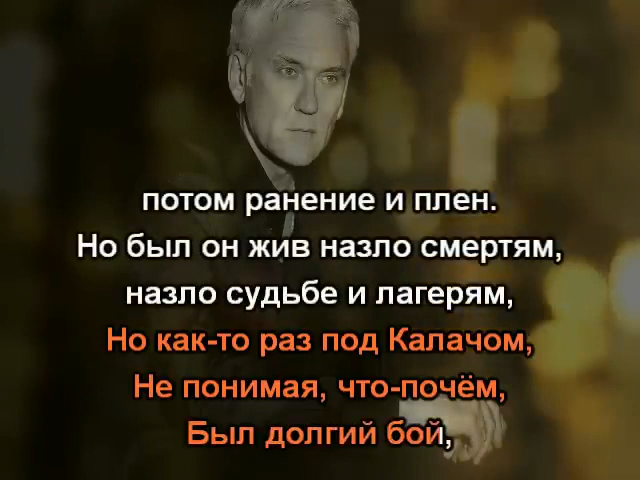 потом ранение и плен.
Но был он жив назло смертям,
назло судьбе и лагерям,
Но как-то раз под Калачом,
Не понимая, что-почём,
Был долгий бой,